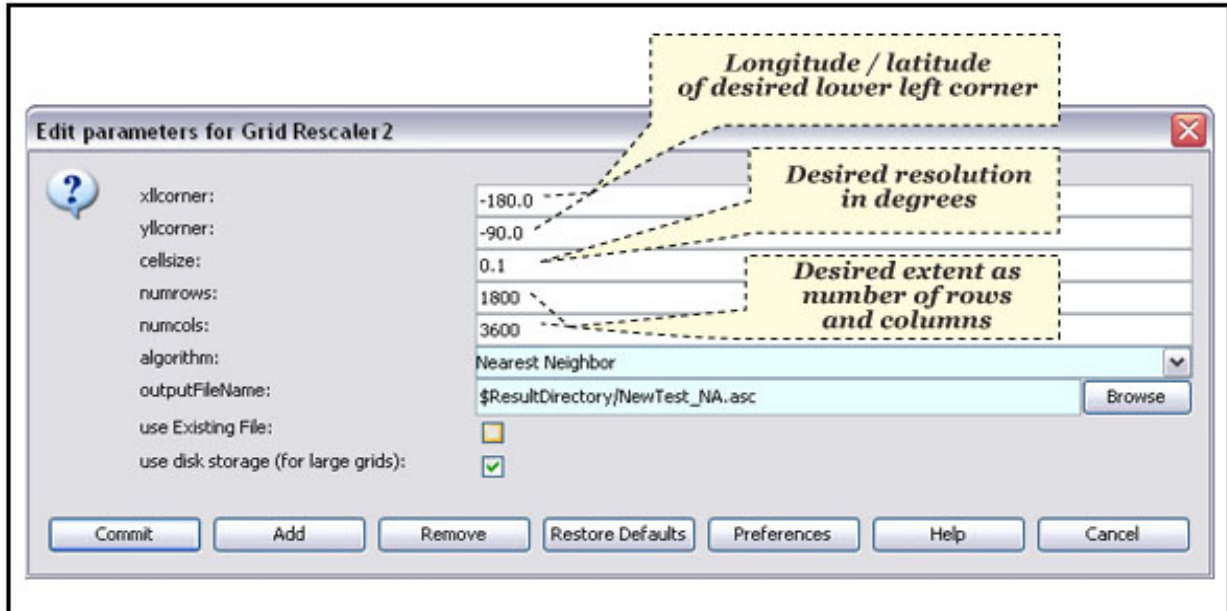 Longitude / latitude
of desired lower left corner
Edit parameters for Grid Rescaler2
Desired resolution
in degrees
xllcorner:
-180.0
yllcorner:
-90.0
cellsize:
0.1
Desired extent as
number of rows
and columns
numrows:
1800
numcols:
3600
algorithm:
Nearest Neighbor
outputFileName:
$ResultDirectory/NewTest_NA.asc
Browse
use Existing File:
use disk storage (for large grids):
Commit
Add
Remove
Restore Defaults
Preferences
Help
Cancel